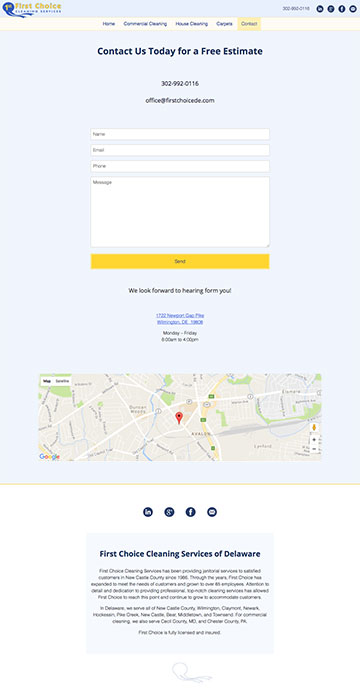 1st First Choice
CLEANING SERVICES
302-992-0116
Home Commercial Cleaning House Cleaning Carpets Contact
Contact Us Today for a Free Estimate
302-992-0116
office@firstchoicede.com
Name
Email
Phone
Message
Send
We look forward to hearing form you!
1722 Newport Gap Pike
Wilmington, DE, 19808
Monday – Friday
8:00am to 4:00pm
Map Satellite
Duncan
Woods
AVALON
Elsmere
Google
First Choice Cleaning Services of Delaware
First Choice Cleaning Services has been providing janitorial services to satisfied
customers in New Castle County since 1986. Through the years, First Choice has
expanded to meet the needs of customers and grown to over 85 employees. Attention to
detail and dedication to providing professional, top-notch cleaning services has allowed
First Choice to reach this point and continue to grow to accommodate customers.
In Delaware, we serve all of New Castle County, Wilmington, Claymont, Newark,
Hockessin, Pike Creek, New Castle, Bear, Middletown, and Townsend. For commercial
cleaning, we also serve Cecil County, MD, and Chester County, PA.
First Choice is fully licensed and insured.